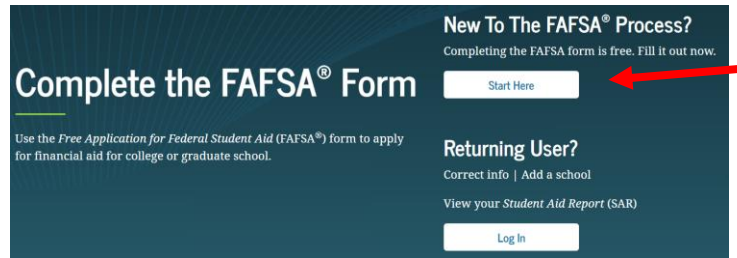 Complete the FAFSA® Form
Use the Free Application for Federal Student Aid (FAFSA®) form to apply
for financial aid for college or graduate school.
New To The FAFSA® Process?
Completing the FAFSA form is free. Fill it out now.
Start Here
Returning User?
Correct info | Add a school
View your Student Aid Report (SAR)
Log In